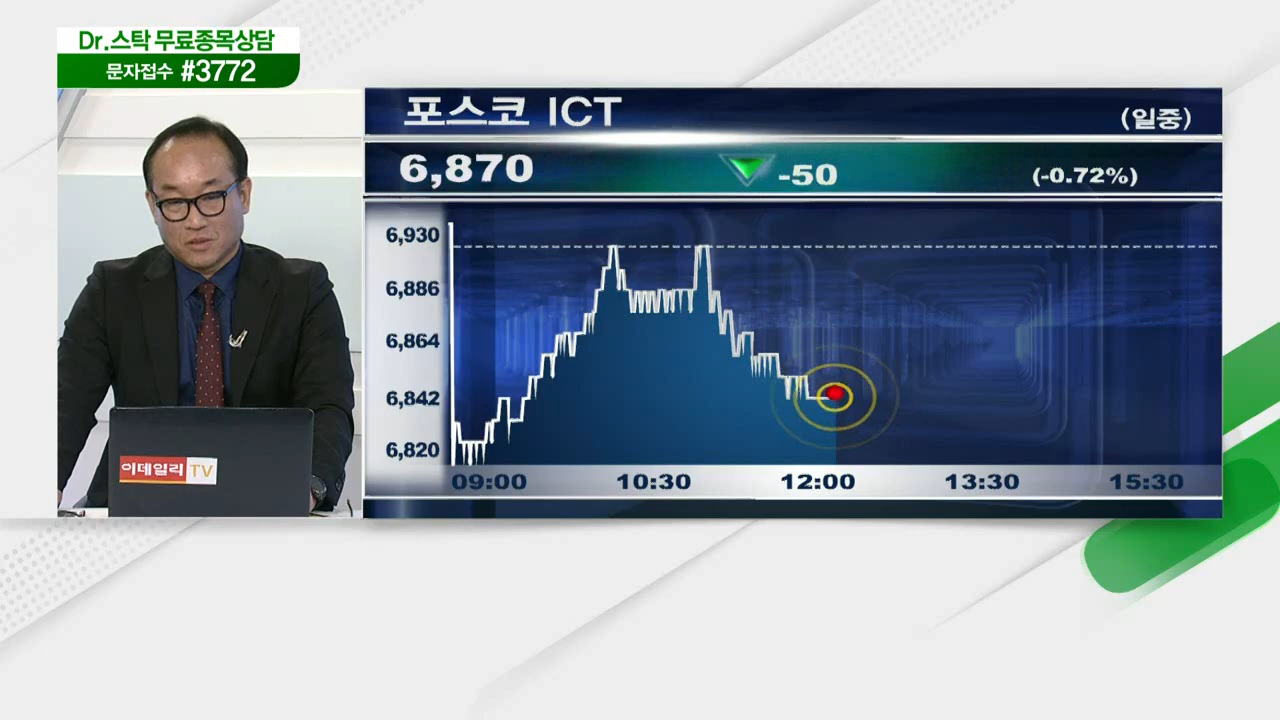 Dr.스탁 무료종목상담
문자접수 #3772
포스코 ICT
(일중)
6,870
-50
(-0.72%)
6,930
6,886
6,864
6,842
6,820
09:00
10:30
12:00
13:30
15:30
이데일리 TV